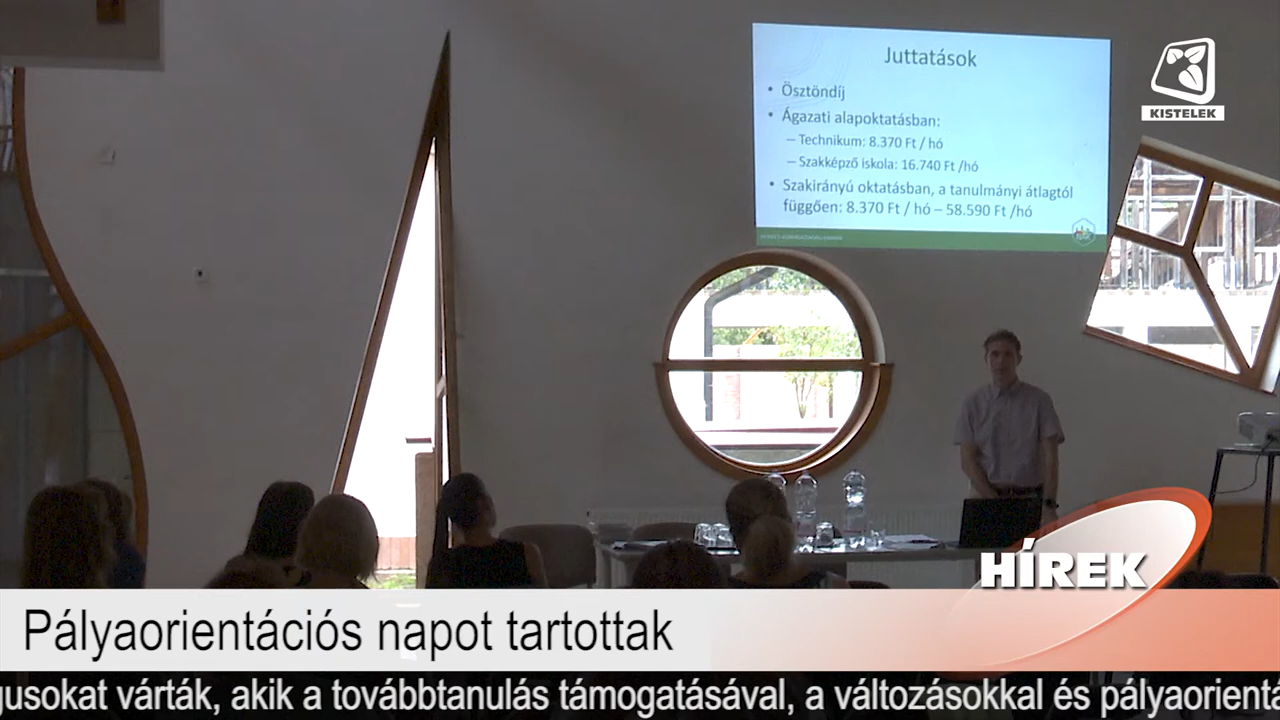 Juttatások
• Ösztöndíj
• Ágazati alapoktatásban:
– Technikum: 8.370 Ft / hó
– Szakképző iskola: 16.740 Ft /hó
• Szakirányú oktatásban, a tanulmányi átlagtól
függően: 8.370 Ft / hó – 58.590 Ft /hó
KISTELEK
HÍREK
Pályaorientációs napot tartottak
gusokat várták, akik a továbbtanulás támogatásával, a változásokkal és pályaorientá